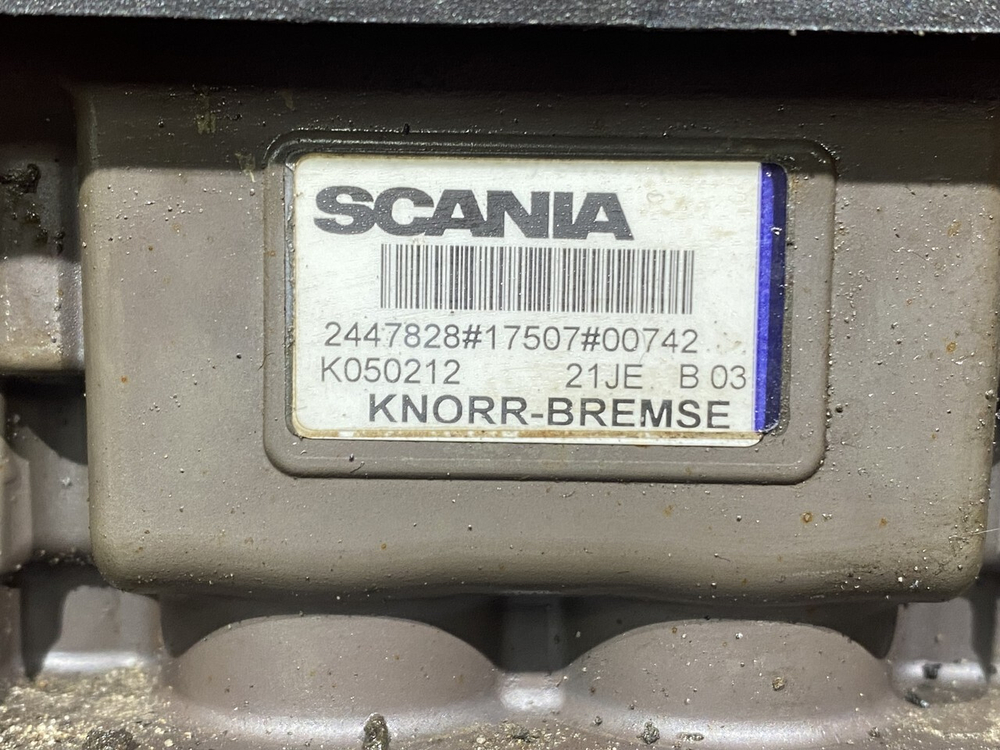 SCANIA
2447828#17507#00742
K050212 21JE B 03
KNORR-BREMSE